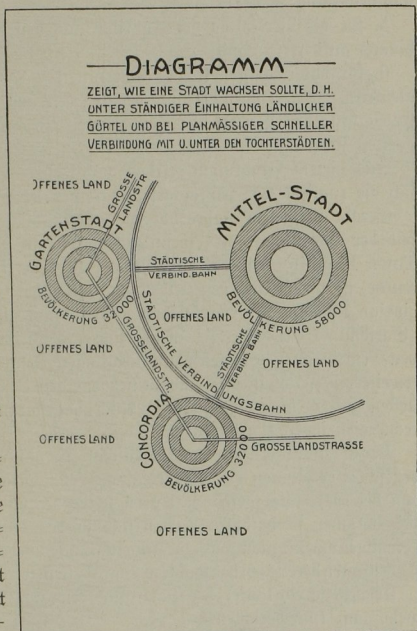 DIAGRAMM
ZEIGT, WIE EINE STADT WACHSEN SOLLTE, D.H.
UNTER STÄNDIGER EINHALTUNG LÄNDLICHER
GÜRTEL UND BEI PLANMÄSSIGER SCHNELLER
VERBINDUNG MIT U. UNTER DEN TOCHTERSTÄDTEN.
OFFENES LAND
GROSSE
LANDSTR
GARTENSTADT
BEVÖLKERUNG 32000
MITTEL-STADT
BEVÖLKERUNG 58000
STÄDTISCHE
VERBIND. BAHN
OFFENES LAND
STÄDTISCHE VERBINDUNGSBAHN
GROSSE LANDSTR.
STÄDTISCHE
VERBIND. BAHN
OFFENES LAND
OFFENES LAND
OFFENES LAND
CONCORDIA
BEVÖLKERUNG 32000
GROSSE LANDSTRASSE
OFFENES LAND